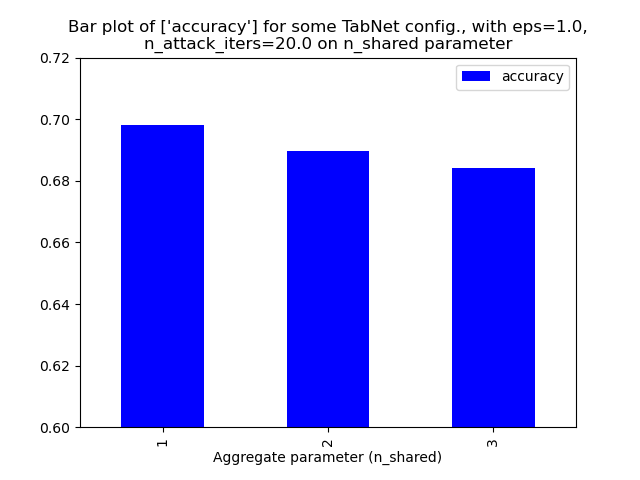 Bar plot of ['accuracy'] for some TabNet config., with eps=1.0,
n_attack_iters=20.0 on n_shared parameter
accuracy
0.72
0.70
0.68
0.66
0.64
0.62
0.60
1
2
3
Aggregate parameter (n_shared)